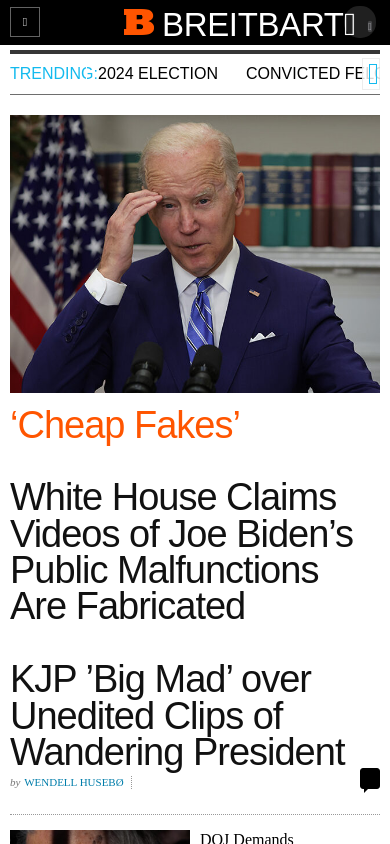 BREITBART
TRENDING: 2024 ELECTION CONVICTED FEL
‘Cheap Fakes’
White House Claims
Videos of Joe Biden’s
Public Malfunctions
Are Fabricated
KJP ’Big Mad’ over
Unedited Clips of
Wandering President
by WENDELL HUSEBØ
DOJ Demands